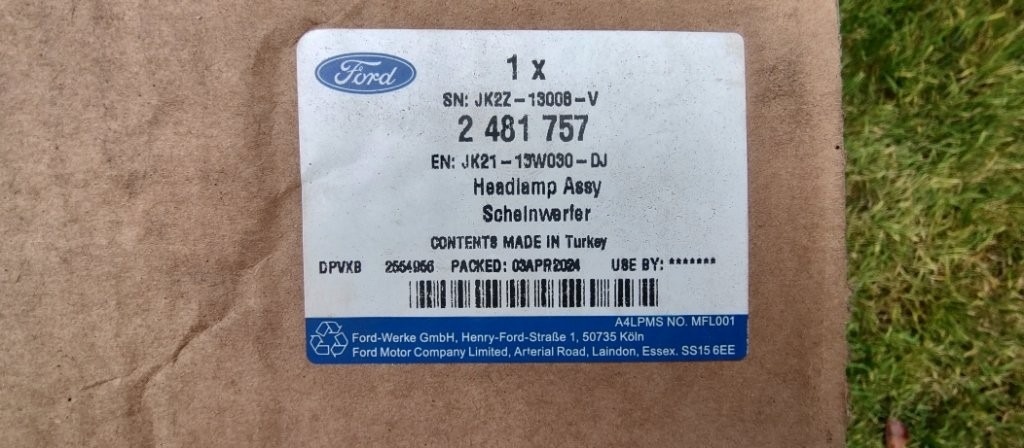 Ford
1 x
SN: JK2Z-13008-V
2 481 757
EN: JK21-13W030-DJ
Headlamp Assy
Scheinwerfer
CONTENTS MADE IN Turkey
DPVXB 2554956 PACKED: 03APR2024 USE BY: *******
A4LPMS NO. MFL001
Ford-Werke GmbH, Henry-Ford-Straße 1, 50735 Köln
Ford Motor Company Limited, Arterial Road, Laindon, Essex. SS15 6EE